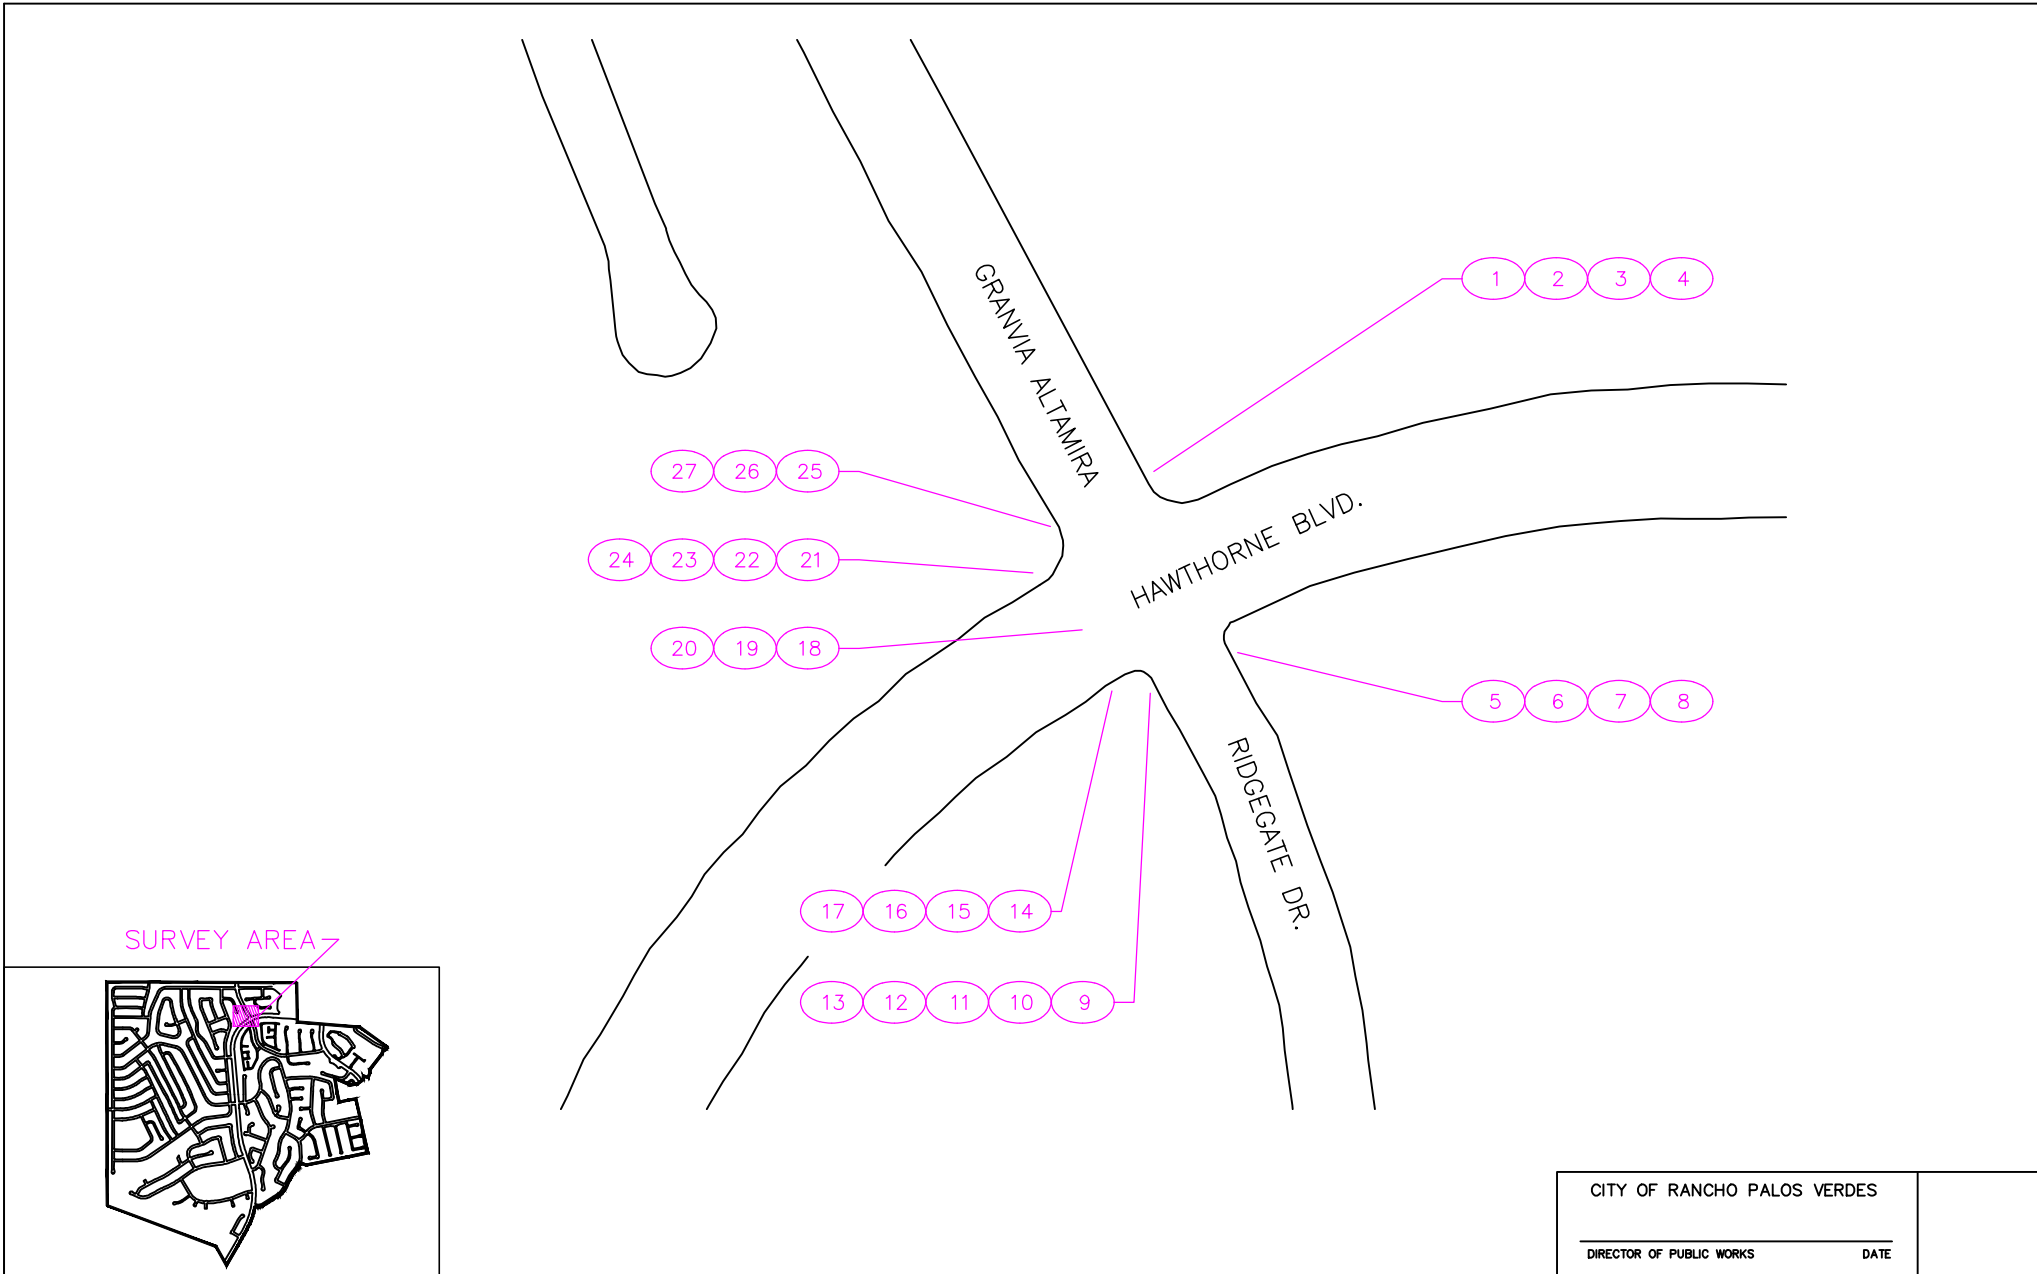 GRANVIA ALTAMIRA
1 2 3 4
27 26 25
HAWTHORNE BLVD.
24 23 22 21
20 19 18
5 6 7 8
RIDGEGATE DR.
17 16 15 14
SURVEY AREA
13 12 11 10 9
CITY OF RANCHO PALOS VERDES
DIRECTOR OF PUBLIC WORKS DATE